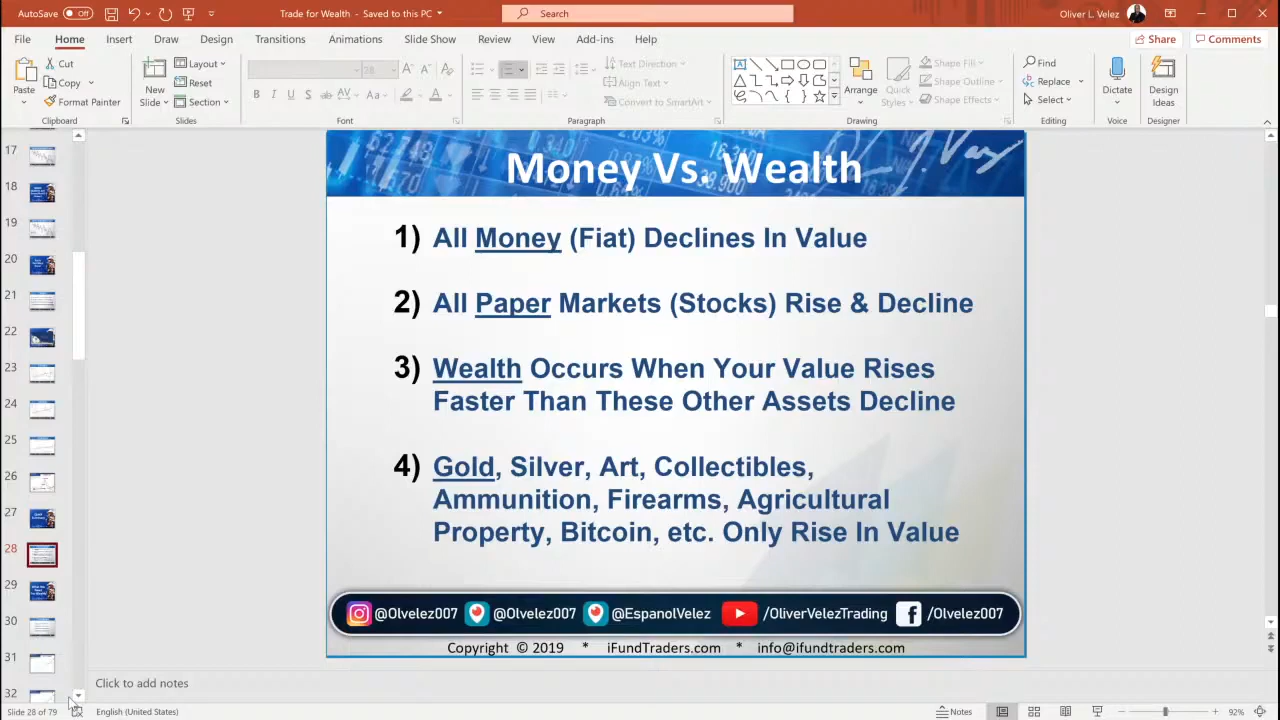 AutoSave Off
Trade for Wealth - Saved to this PC
Search
Oliver L. Velez
File Home Insert Draw Design Transitions Animations Slide Show Review View Add-ins Help
Share Comments
Paste
Cut
Copy
Format Painter
Clipboard
New
Slide
Layout
Reset
Section
Slides
28
Font
Text Direction
Align Text
Convert to SmartArt
Paragraph
Arrange
Quick
Styles
Shape Fill
Shape Outline
Shape Effects
Drawing
Find
Replace
Select
Editing
Dictate
Voice
Design
Ideas
Designer
17
18
19
20
21
22
23
24
25
26
27
28
29
30
31
32
Money Vs. Wealth
1) All Money (Fiat) Declines In Value
2) All Paper Markets (Stocks) Rise & Decline
3) Wealth Occurs When Your Value Rises
Faster Than These Other Assets Decline
4) Gold, Silver, Art, Collectibles,
Ammunition, Firearms, Agricultural
Property, Bitcoin, etc. Only Rise In Value
@Olvelez007 @Olvelez007 @EspanolVelez /OliverVelezTrading /Olvelez007
Copyright © 2019 * iFundTraders.com * info@ifundtraders.com
Click to add notes
Slide 28 of 79
English (United States)
Notes
92%